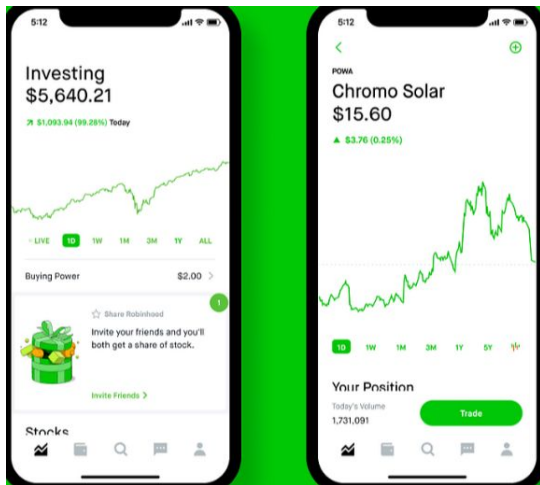 5:12
Investing
$5,640.21
$1,093.94 (99.28%) Today
LIVE 1D 1W 1M 3M 1Y ALL
Buying Power $2.00
1
Share Robinhood
Invite your friends and you'll
both get a share of stock.
Invite Friends
Stocks
5:12
POWA
Chromo Solar
$15.60
$3.76 (0.25%)
1D 1W 1M 3M 1Y 5Y
Your Position
Today's Volume
1,731,091
Trade